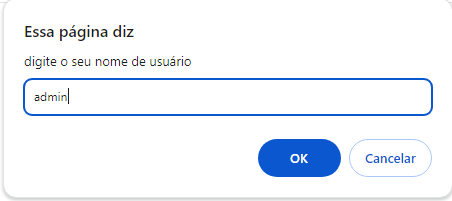 Essa página diz
digite o seu nome de usuário
admin
OK
Cancelar